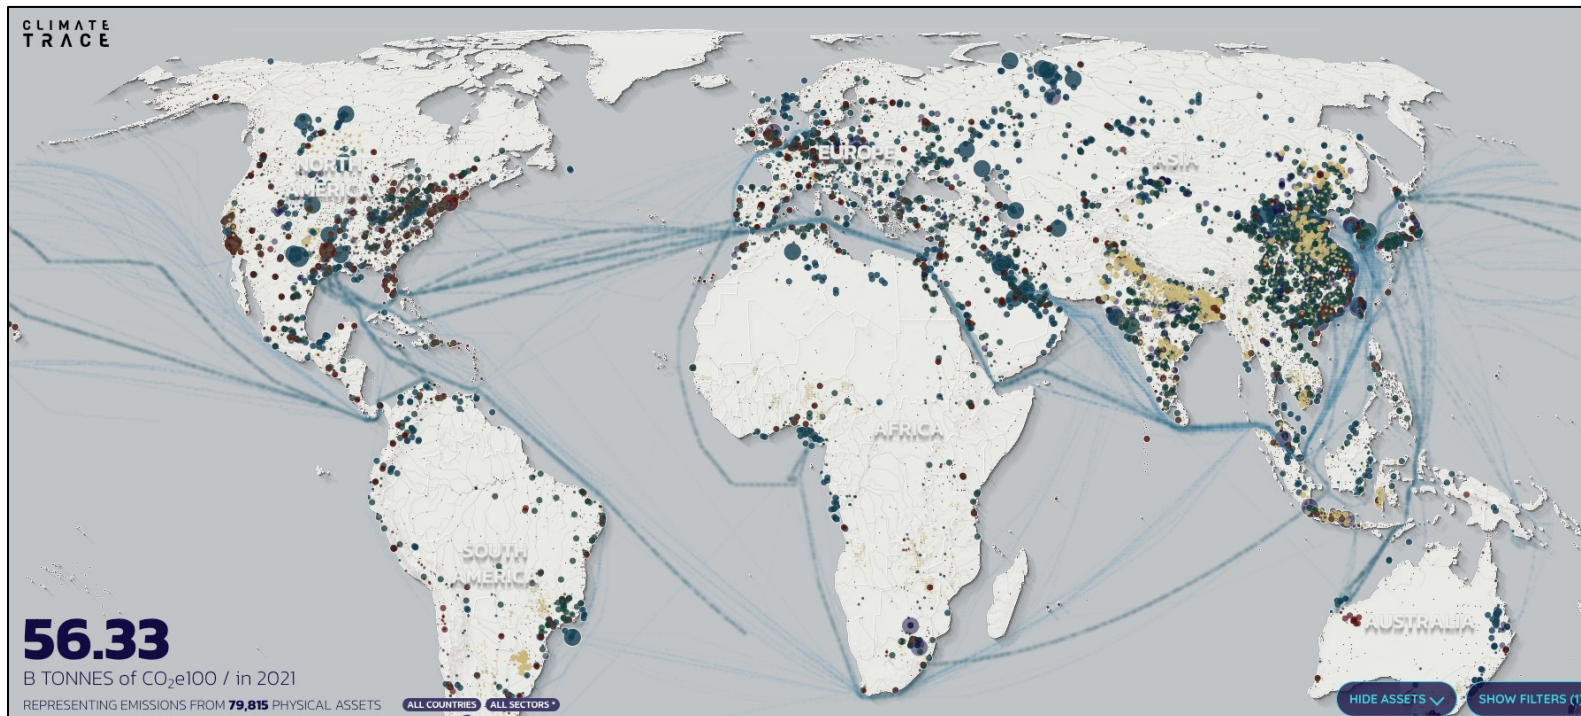 CLIMATE
TRACE
NORTH
AMERICA
EUROPE
ASIA
AFRICA
SOUTH
AMERICA
AUSTRALIA
56.33
B TONNES of CO₂e100 / in 2021
REPRESENTING EMISSIONS FROM 79,815 PHYSICAL ASSETS
ALL COUNTRIES
ALL SECTORS *
HIDE ASSETS
SHOW FILTERS